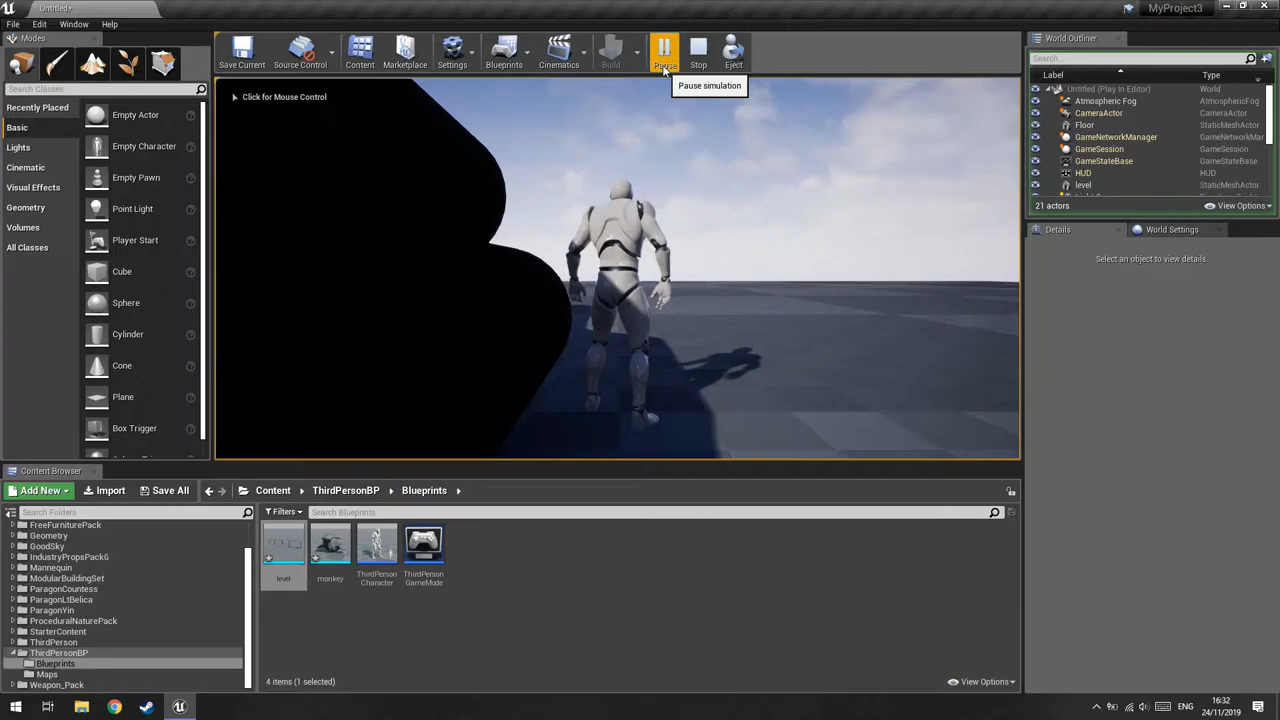 Untitled*
MyProject3
File Edit Window Help
Modes
Save Current Source Control Content Marketplace Settings Blueprints Cinematics Build Pause Stop Eject
Pause simulation
Search Classes
Recently Placed
Basic
Lights
Cinematic
Visual Effects
Geometry
Volumes
All Classes
Empty Actor
Empty Character
Empty Pawn
Point Light
Player Start
Cube
Sphere
Cylinder
Cone
Plane
Box Trigger
Click for Mouse Control
World Outliner
Search...
Label Type
Untitled (Play In Editor) World
Atmospheric Fog AtmosphericFog
CameraActor CameraActor
Floor StaticMeshActor
GameNetworkManager GameNetworkMar
GameSession GameSession
GameStateBase GameStateBase
HUD HUD
level StaticMeshActor
21 actors View Options
Details World Settings
Select an object to view details.
Content Browser
Add New Import Save All Content ThirdPersonBP Blueprints
Search Folders Filters Search Blueprints
FreeFurniturePack
Geometry
GoodSky
IndustryPropsPack6
Mannequin
ModularBuildingSet
ParagonCountess
ParagonLtBelica
ParagonYin
ProceduralNaturePack
StarterContent
ThirdPerson
ThirdPersonBP
Blueprints
Maps
Weapon_Pack
level
monkey
ThirdPerson
Character
ThirdPerson
GameMode
4 items (1 selected) View Options
ENG
16:32
24/11/2019